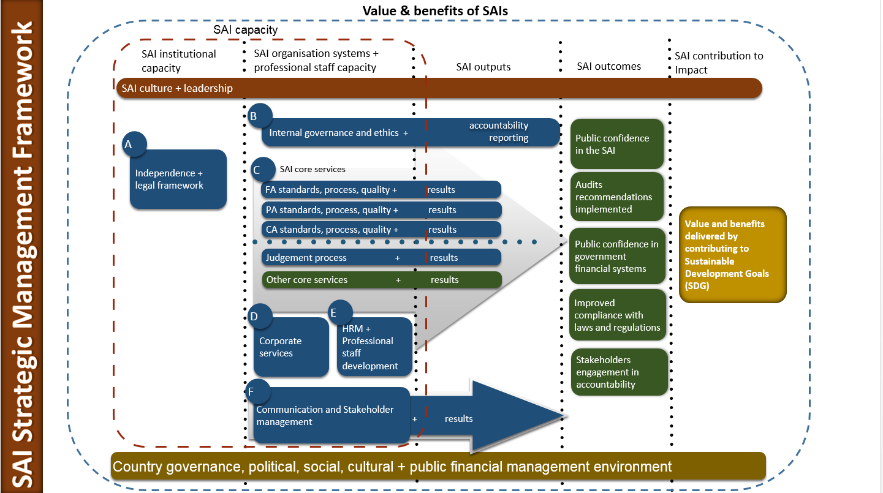 SAI Strategic Management Framework
Value & benefits of SAIs
SAI capacity
SAI institutional
capacity
SAI organisation systems +
professional staff capacity
SAI outputs
SAI outcomes
SAI contribution to
Impact
SAI culture + leadership
A
Independence +
legal framework
B
Internal governance and ethics +
accountability
reporting
C
SAI core services
FA standards, process, quality + results
PA standards, process, quality + results
CA standards, process, quality + results
Judgement process + results
Other core services + results
D
Corporate
services
E
HRM +
Professional
staff
development
F
Communication and Stakeholder
management
+ results
Public confidence
in the SAI
Audits
recommendations
implemented
Public confidence in
government
financial systems
Improved
compliance with
laws and regulations
Stakeholders
engagement in
accountability
Value and benefits
delivered by
contributing to
Sustainable
Development Goals
(SDG)
Country governance, political, social, cultural + public financial management environment